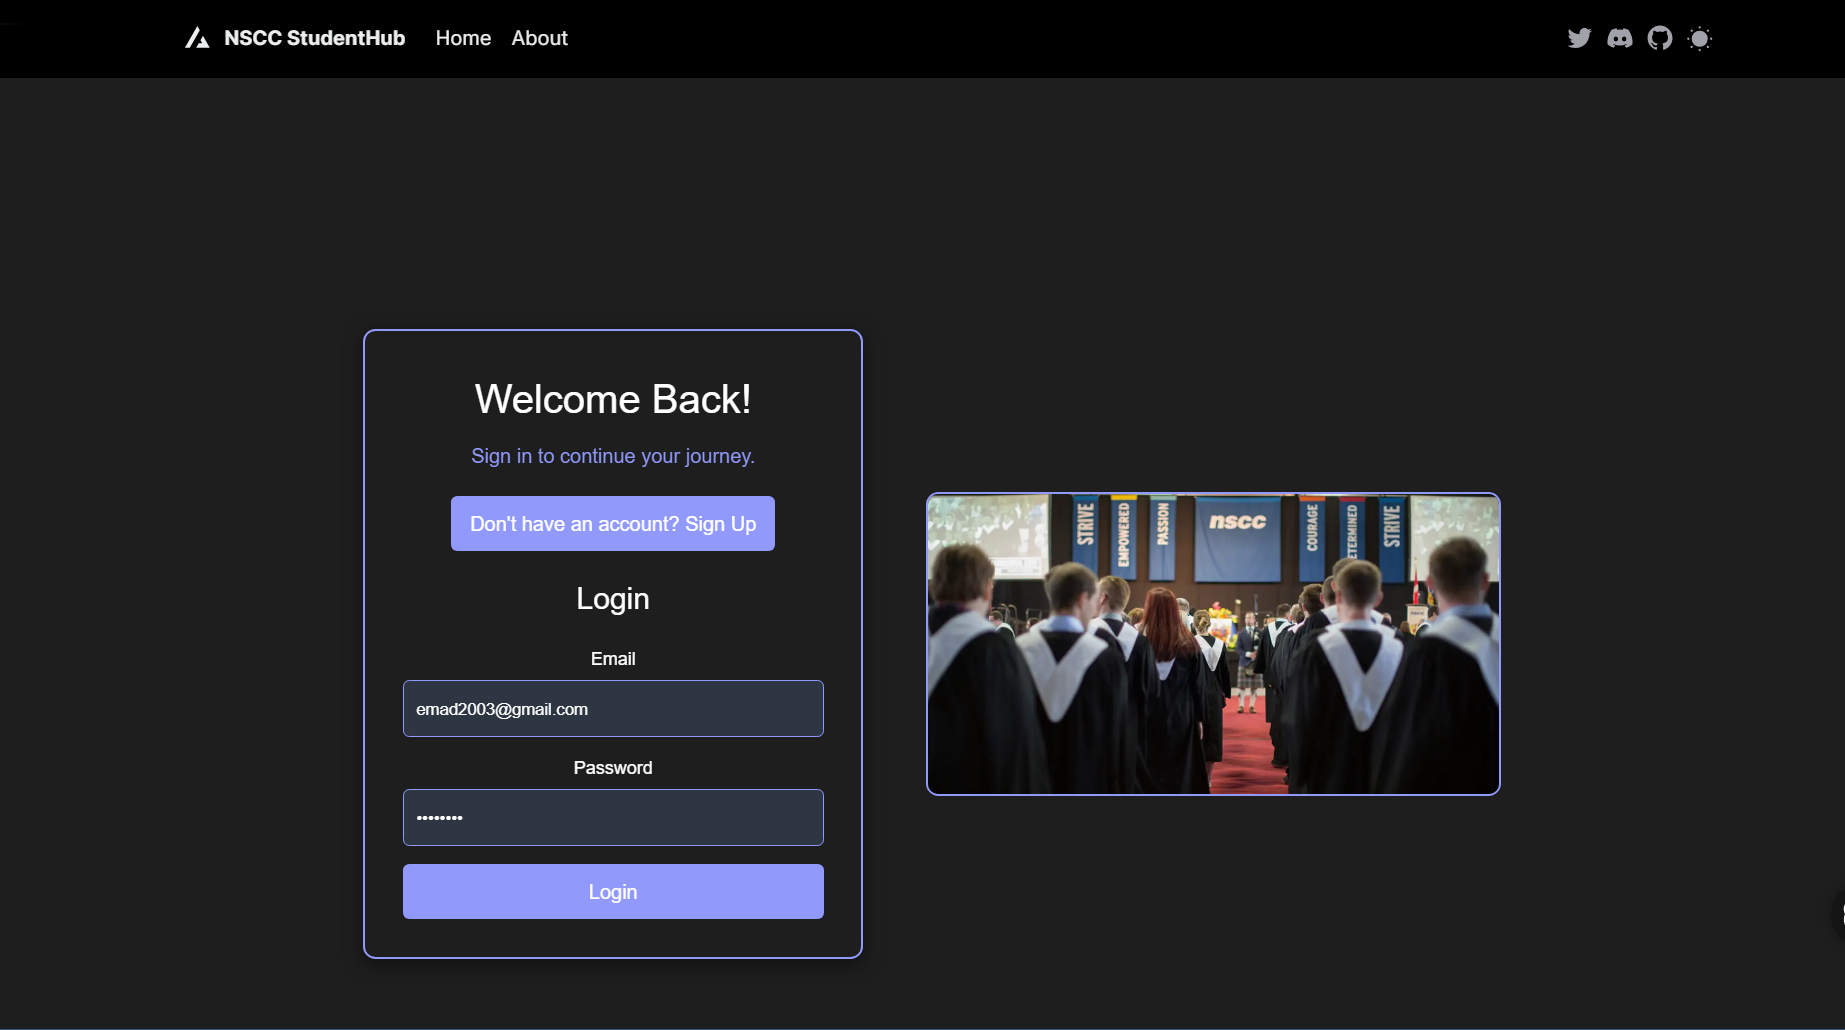 NSCC StudentHub Home About
Welcome Back!
Sign in to continue your journey.
Don't have an account? Sign Up
Login
Email
emad2003@gmail.com
Password
••••••••
Login
STRIVE
EMPOWERED
PASSION
nscc
COURAGE
ETERMINED
STRIVE